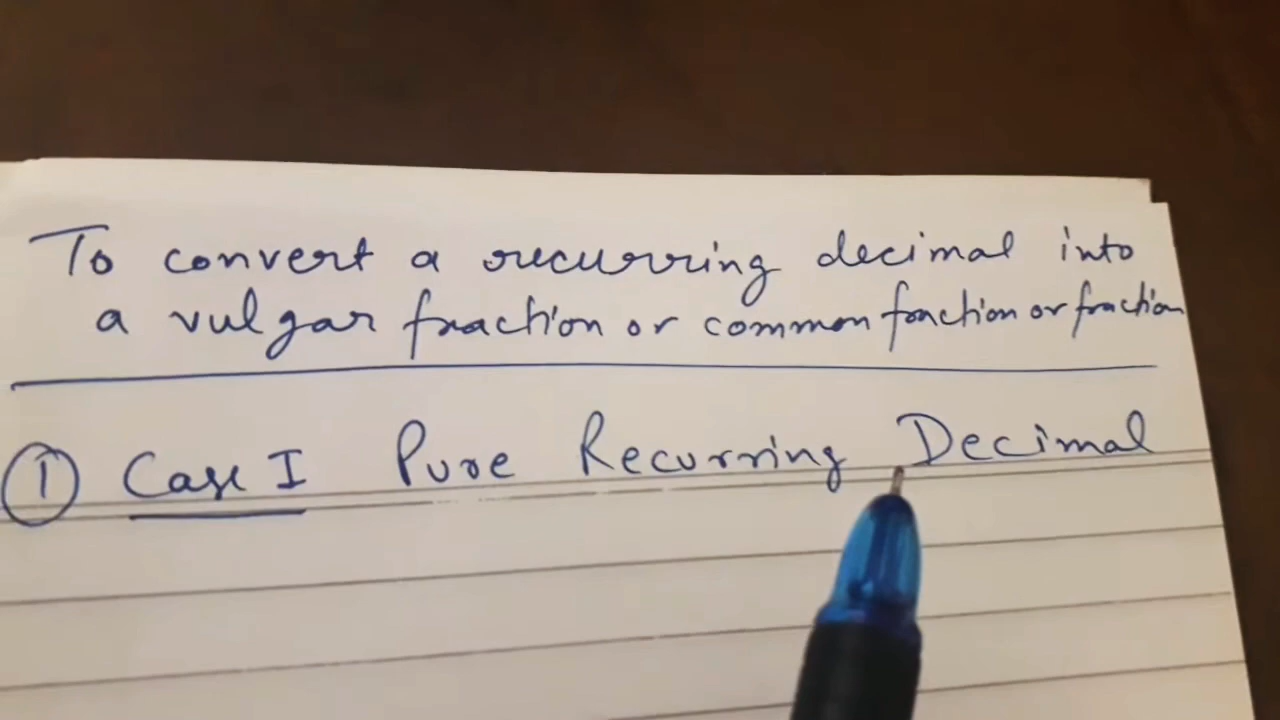 To convert a recurring decimal into
a vulgar fraction or common fraction or fraction
① Case I Pure Recurring Decimal